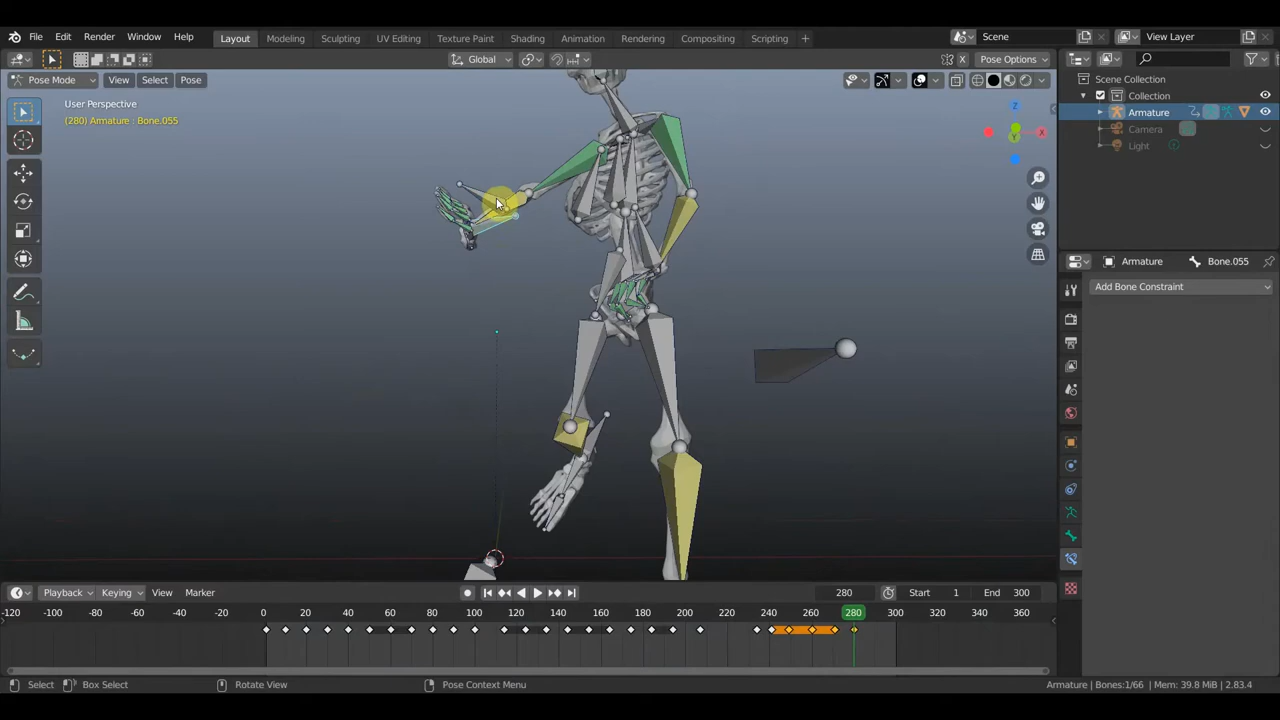 File Edit Render Window Help Layout Modeling Sculpting UV Editing Texture Paint Shading Animation Rendering Compositing Scripting + Scene View Layer
Global X Pose Options
Pose Mode View Select Pose
User Perspective
(280) Armature : Bone.055
Z
X
Y
Scene Collection
Collection
Armature
Camera
Light
Armature Bone.055
Add Bone Constraint
Playback Keying View Marker 280 Start 1 End 300
-120 -100 -80 -60 -40 -20 0 20 40 60 80 100 120 140 160 180 200 220 240 260 280 300 320 340 360
Select Box Select Rotate View Pose Context Menu Armature | Bones:1/66 | Mem: 39.8 MiB | 2.83.4